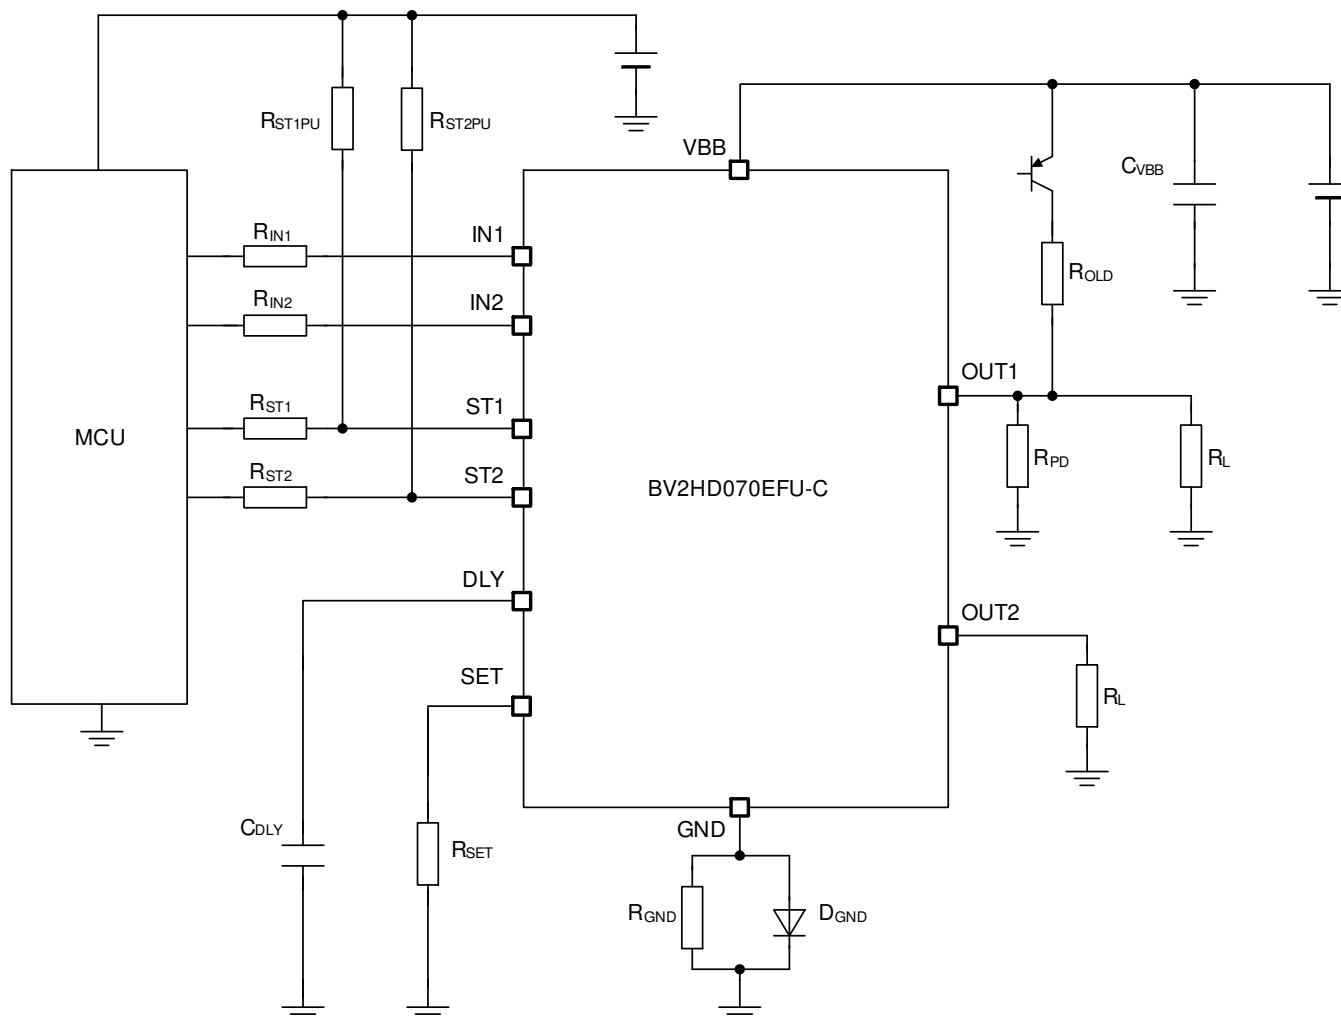 RST1PU
RST2PU
VBB
CVBB
RIN1
IN1
RIN2
IN2
ROLD
OUT1
RST1
ST1
MCU
RPD
RL
RST2
ST2
BV2HD070EFU-C
DLY
OUT2
SET
RL
CDLY
GND
RSET
RGND
DGND